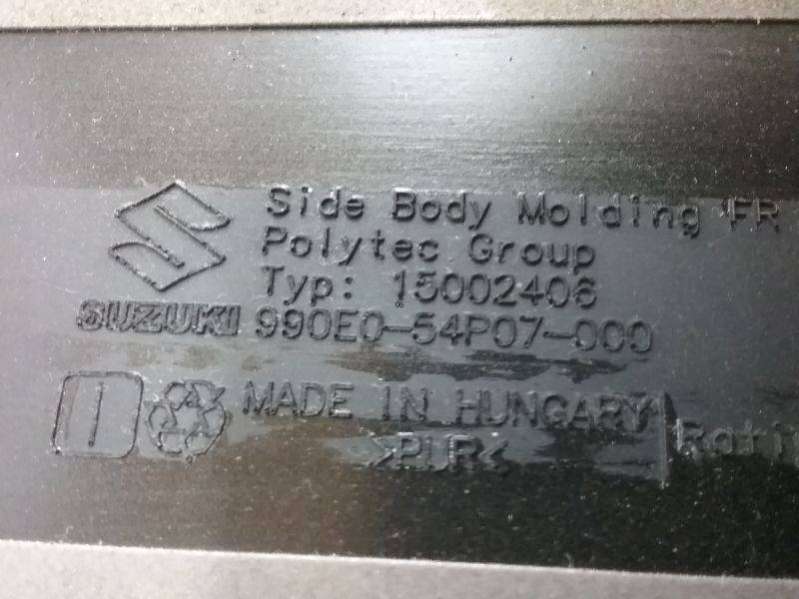 Side Body Molding FR
Polytec Group
Typ: 15002406
SUZUKI 990E0-54P07-000
MADE IN HUNGARY
>PUR<